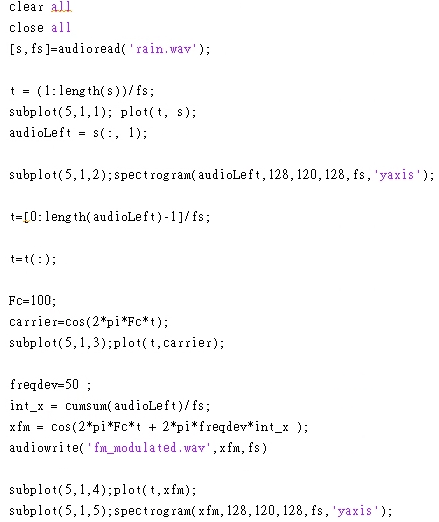 clear all
close all
[s,fs]=audioread('rain.wav');
t = (1:length(s))/fs;
subplot(5,1,1); plot(t, s);
audioLeft = s(:, 1);
subplot(5,1,2);spectrogram(audioLeft,128,120,128,fs,'yaxis');
t=[0:length(audioLeft)-1]/fs;
t=t(:);
Fc=100;
carrier=cos(2*pi*Fc*t);
subplot(5,1,3);plot(t,carrier);
freqdev=50 ;
int_x = cumsum(audioLeft)/fs;
xfm = cos(2*pi*Fc*t + 2*pi*freqdev*int_x );
audiowrite('fm_modulated.wav',xfm,fs)
subplot(5,1,4);plot(t,xfm);
subplot(5,1,5);spectrogram(xfm,128,120,128,fs,'yaxis');